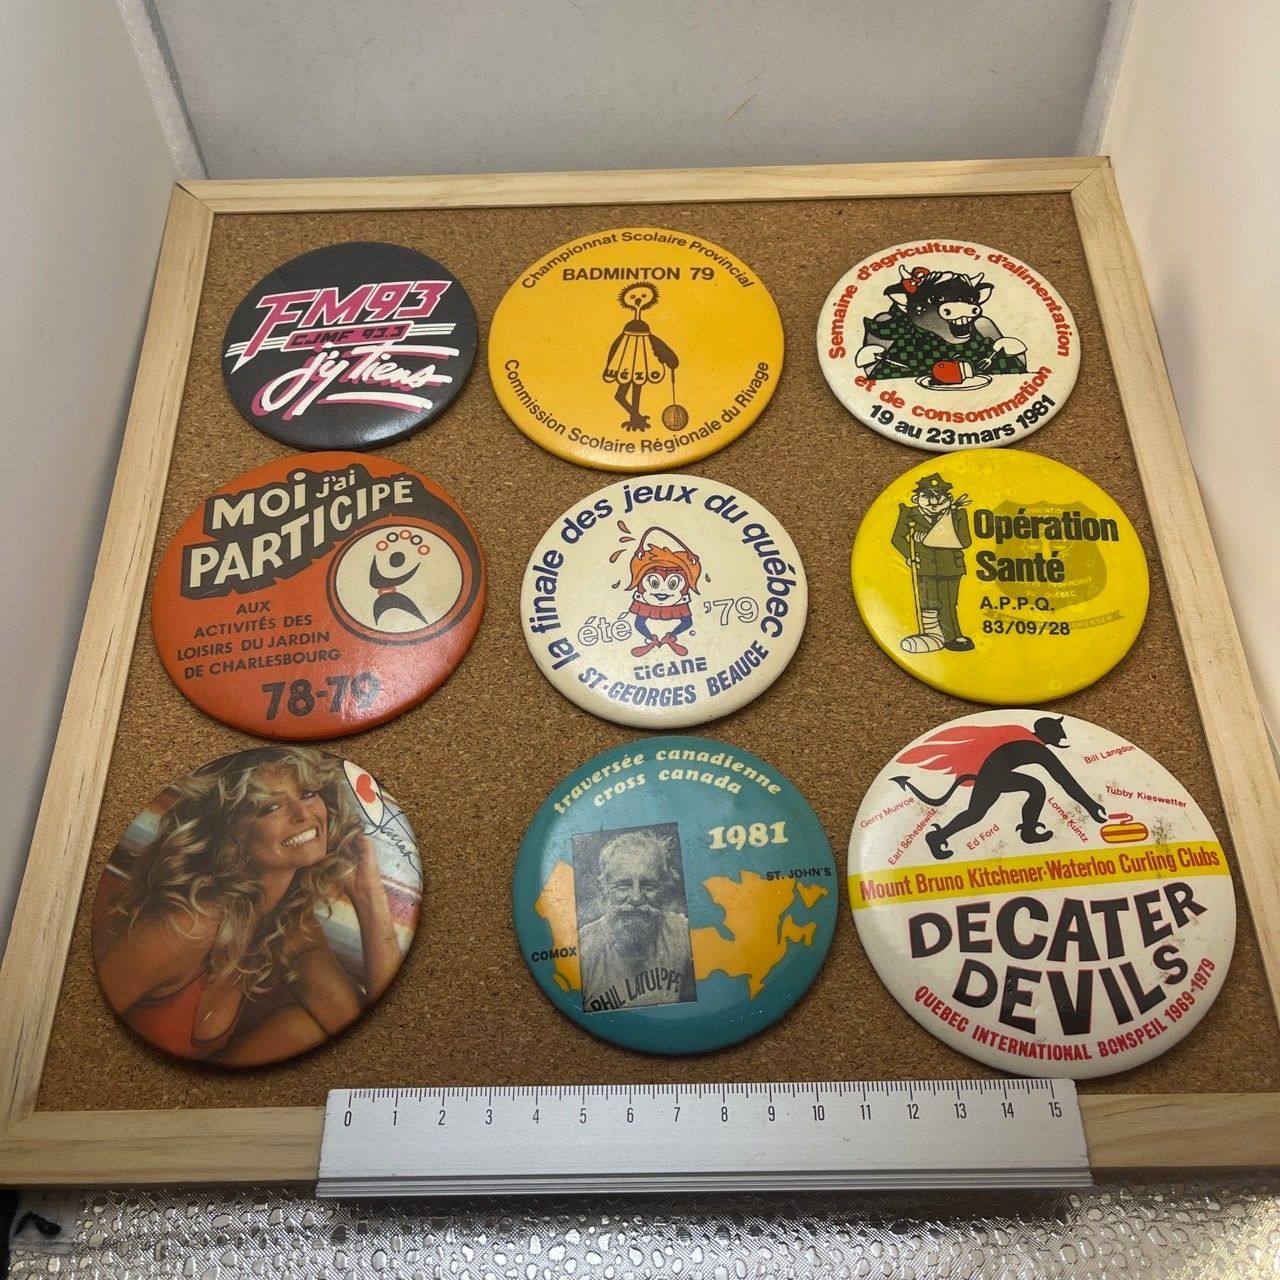 FM93
CJMF 93.3
j'y Tiens
Championnat Scolaire Provincial
BADMINTON 79
WÉZO
Commission Scolaire Régionale du Rivage
Semaine d'agriculture, d'alimentation
et de consommation
19 au 23 mars 1981
MOI j'ai
PARTICIPÉ
AUX
ACTIVITÉS DES
LOISIRS DU JARDIN
DE CHARLESBOURG
78-79
la finale des jeux du québec
été '79
TIGANE
ST-GEORGES BEAUCE
Opération
Santé
A.P.P.Q.
83/09/28
Farrah
traversée canadienne
cross canada
1981
ST. JOHN'S
COMOX
PHIL LATULIPPE
Bill Langdon
Tubby Kieswetter
Lorne Kuntz
Gerry Munroe
Earl Schedewitz
Ed Ford
Mount Bruno Kitchener-Waterloo Curling Clubs
DECATER
DEVILS
QUEBEC INTERNATIONAL BONSPEIL 1969-1979
0 1 2 3 4 5 6 7 8 9 10 11 12 13 14 15